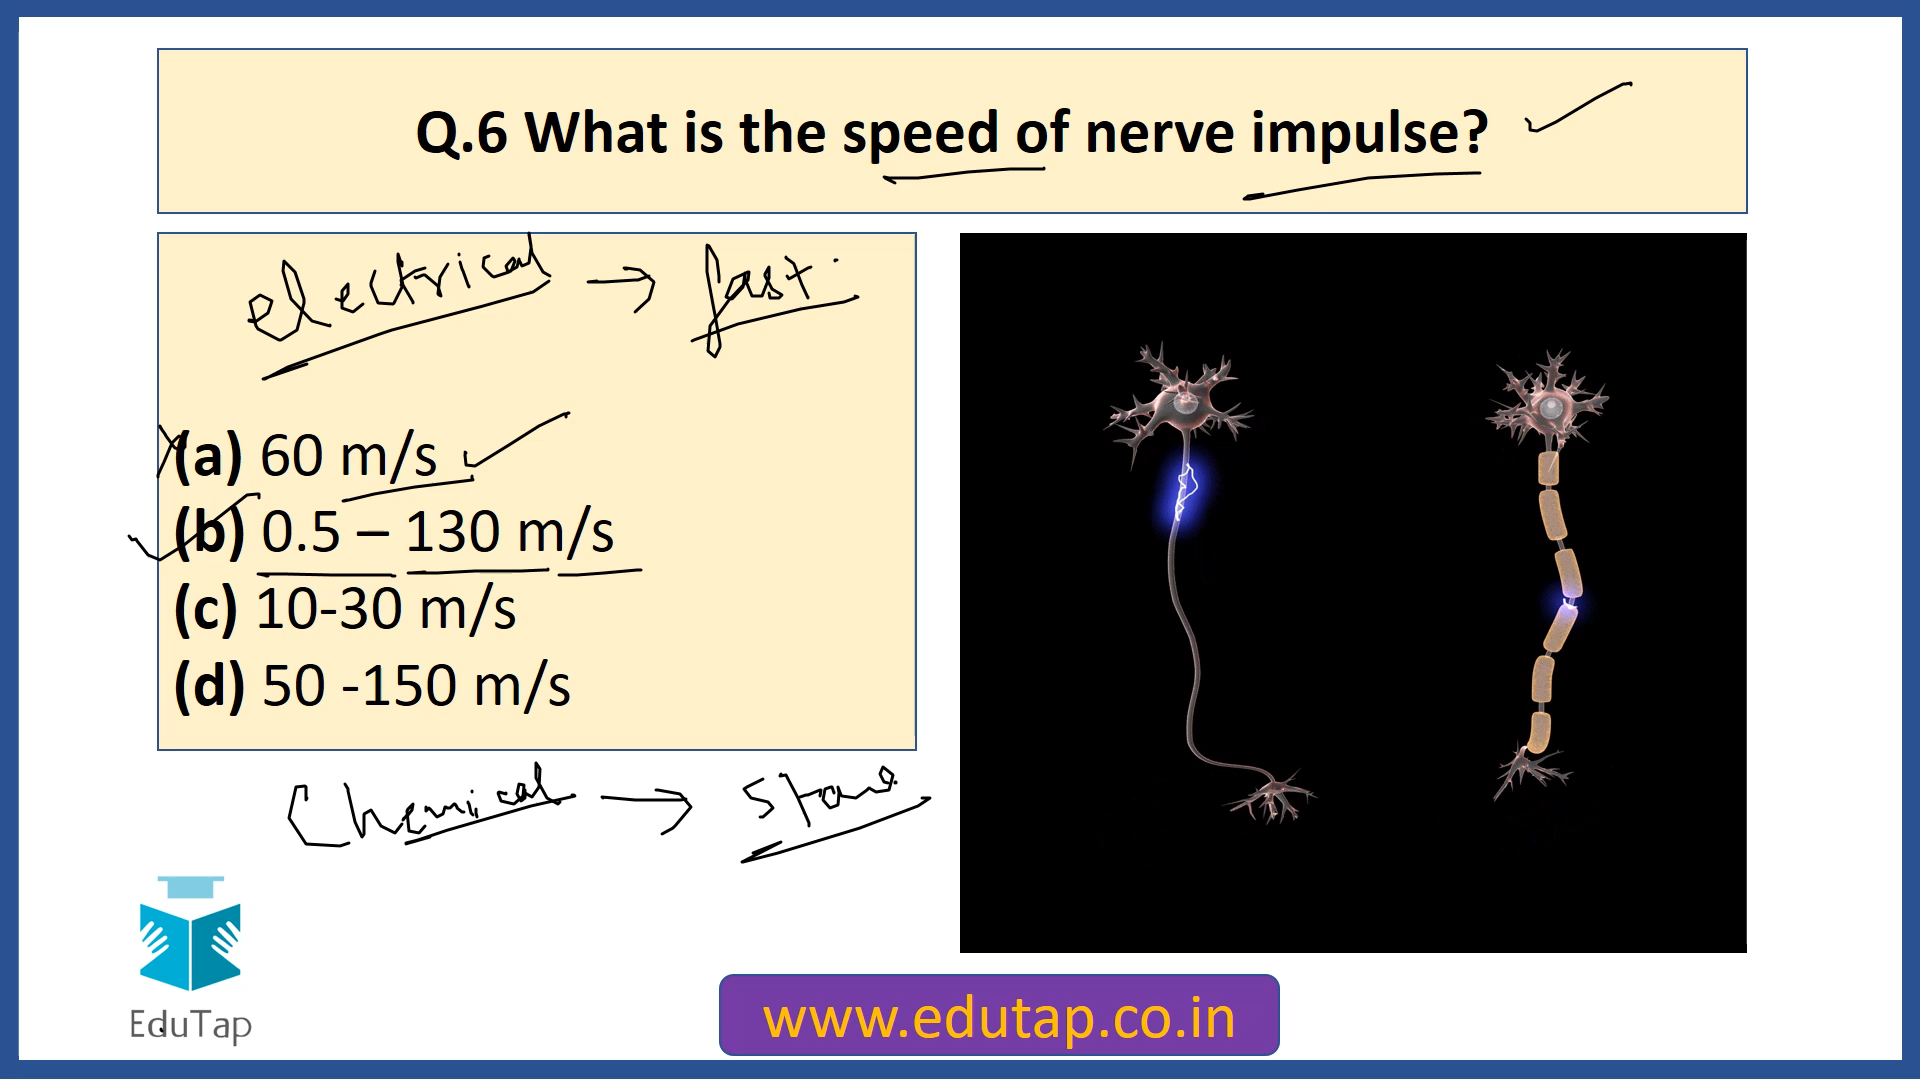 Q.6 What is the speed of nerve impulse?
electrical → fast.
(a) 60 m/s
(b) 0.5 – 130 m/s
(c) 10-30 m/s
(d) 50 -150 m/s
Chemical →
EduTap
www.edutap.co.in